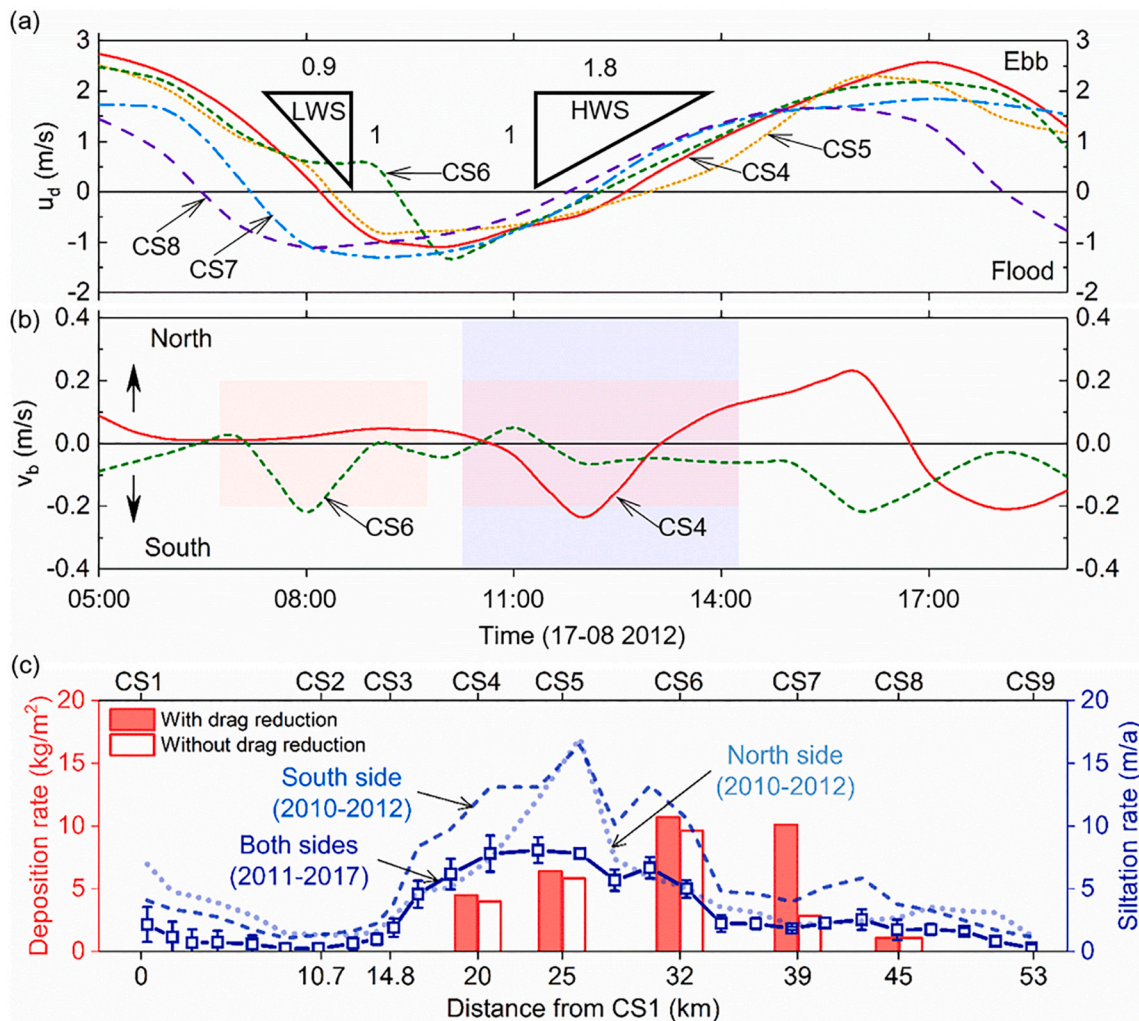 (a)
3
2
1
0
-1
-2
u_d (m/s)
0.9
LWS
1
1.8
HWS
1
Ebb
Flood
CS6
CS5
CS4
CS8
CS7
3
2
1
0
-1
-2
(b)
0.4
0.2
0.0
-0.2
-0.4
v_b (m/s)
North
South
CS6
CS4
0.4
0.2
0.0
-0.2
-0.4
05:00 08:00 11:00 14:00 17:00
Time (17-08 2012)
(c)
CS1 CS2 CS3 CS4 CS5 CS6 CS7 CS8 CS9
20
15
10
5
0
Deposition rate (kg/m²)
With drag reduction
Without drag reduction
South side
(2010-2012)
North side
(2010-2012)
Both sides
(2011-2017)
20
15
10
5
0
Siltation rate (m/a)
0 10.7 14.8 20 25 32 39 45 53
Distance from CS1 (km)